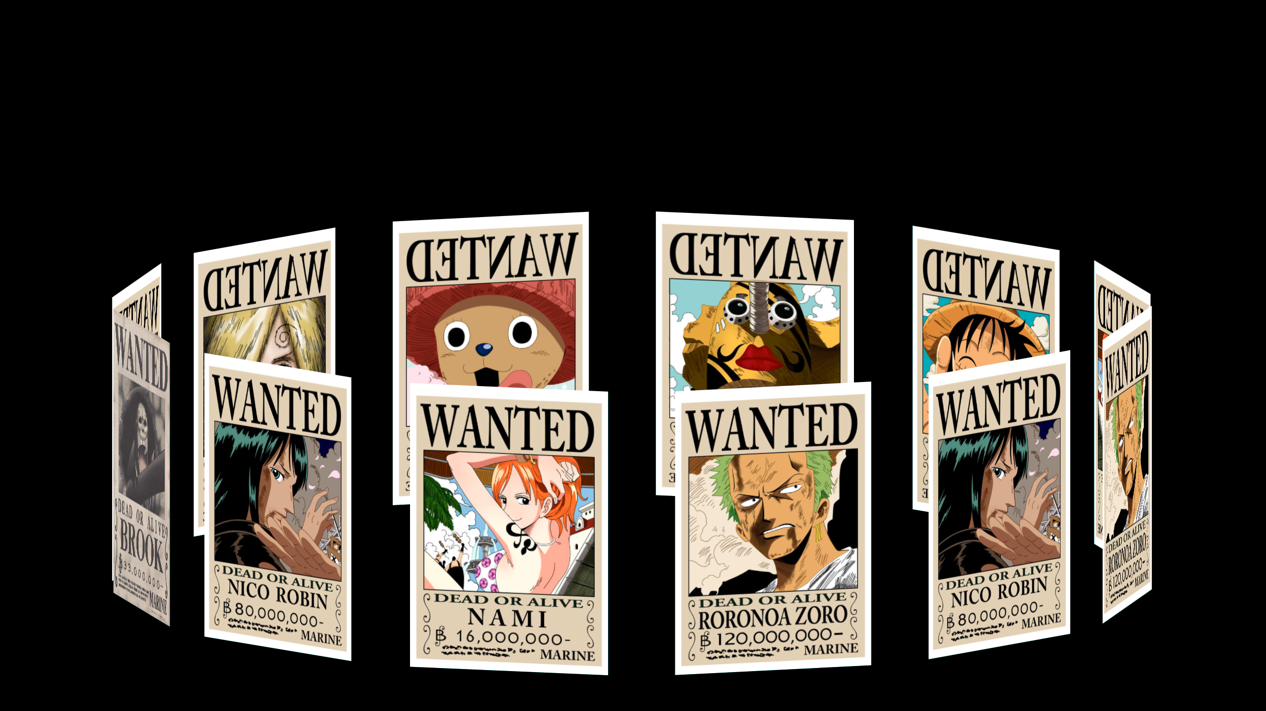 WANTED
WANTED
WANTED
WANTED
WANTED
WANTED
WANTED
DEAD OR ALIVE
BROOK
MARINE
WANTED
DEAD OR ALIVE
NICO ROBIN
฿80,000,000-
MARINE
WANTED
DEAD OR ALIVE
NAMI
฿ 16,000,000-
MARINE
WANTED
DEAD OR ALIVE
RORONOA ZORO
฿ 120,000,000-
MARINE
WANTED
DEAD OR ALIVE
NICO ROBIN
฿80,000,000-
MARINE
WANTED
DEAD OR ALIVE
RORONOA ZORO
฿120,000,000-
MARINE